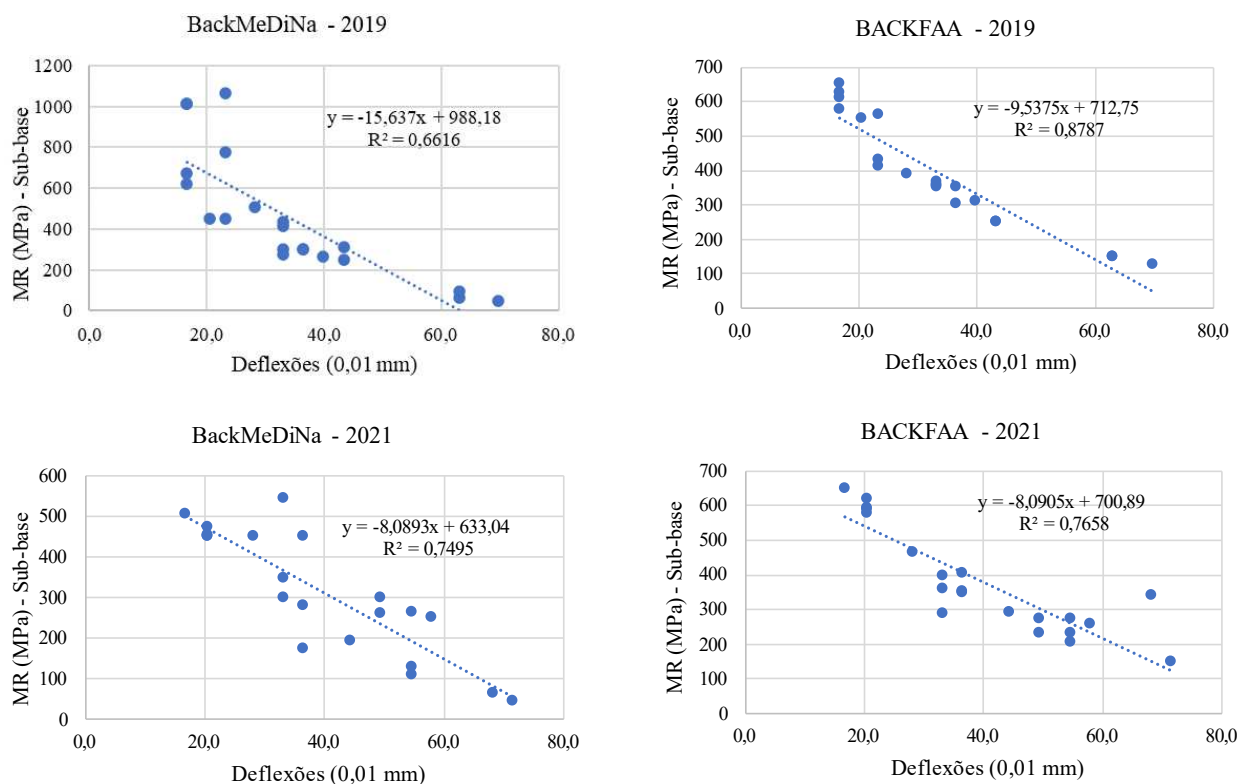 BackMeDiNa - 2019
1200
1000
800
600
400
200
0
MR (MPa) - Sub-base
y = -15,637x + 988,18
R² = 0,6616
0,0 20,0 40,0 60,0 80,0
Deflexões (0,01 mm)
BACKFAA - 2019
700
600
500
400
300
200
100
0
MR (MPa) - Sub-base
y = -9,5375x + 712,75
R² = 0,8787
0,0 20,0 40,0 60,0 80,0
Deflexões (0,01 mm)
BackMeDiNa - 2021
600
500
400
300
200
100
0
MR (MPa) - Sub-base
y = -8,0893x + 633,04
R² = 0,7495
0,0 20,0 40,0 60,0 80,0
Deflexões (0,01 mm)
BACKFAA - 2021
700
600
500
400
300
200
100
0
MR (MPa) - Sub-base
y = -8,0905x + 700,89
R² = 0,7658
0,0 20,0 40,0 60,0 80,0
Deflexões (0,01 mm)